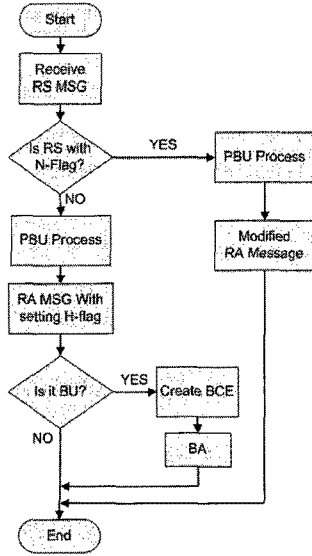 Start
Receive
RS MSG
Is RS with
N-Flag?
YES
NO
PBU Process
PBU Process
Modified
RA Message
RA MSG With
setting H-flag
Is it BU?
YES
Create BCE
NO
BA
End